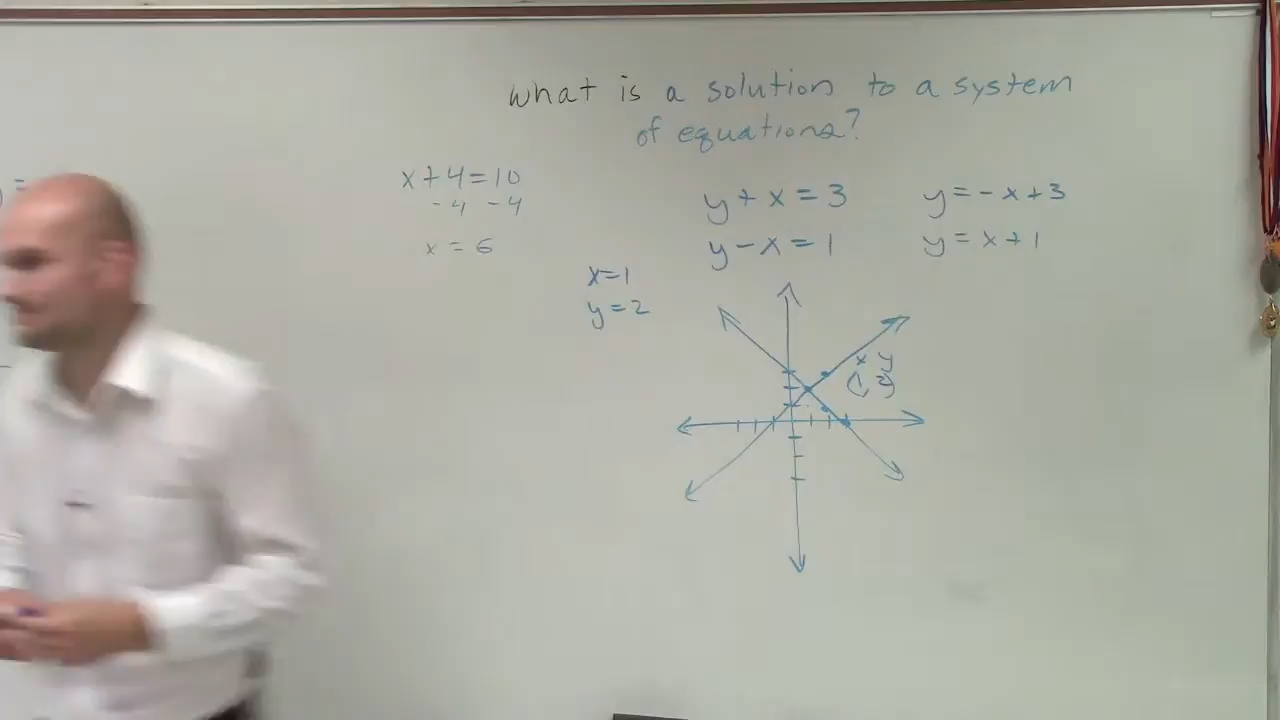 What is a solution to a system
of equations?
x+4=10
-4 -4
x = 6
y + x = 3
y - x = 1
y = -x+3
y = x+1
x=1
y=2
x y
(1, 2)